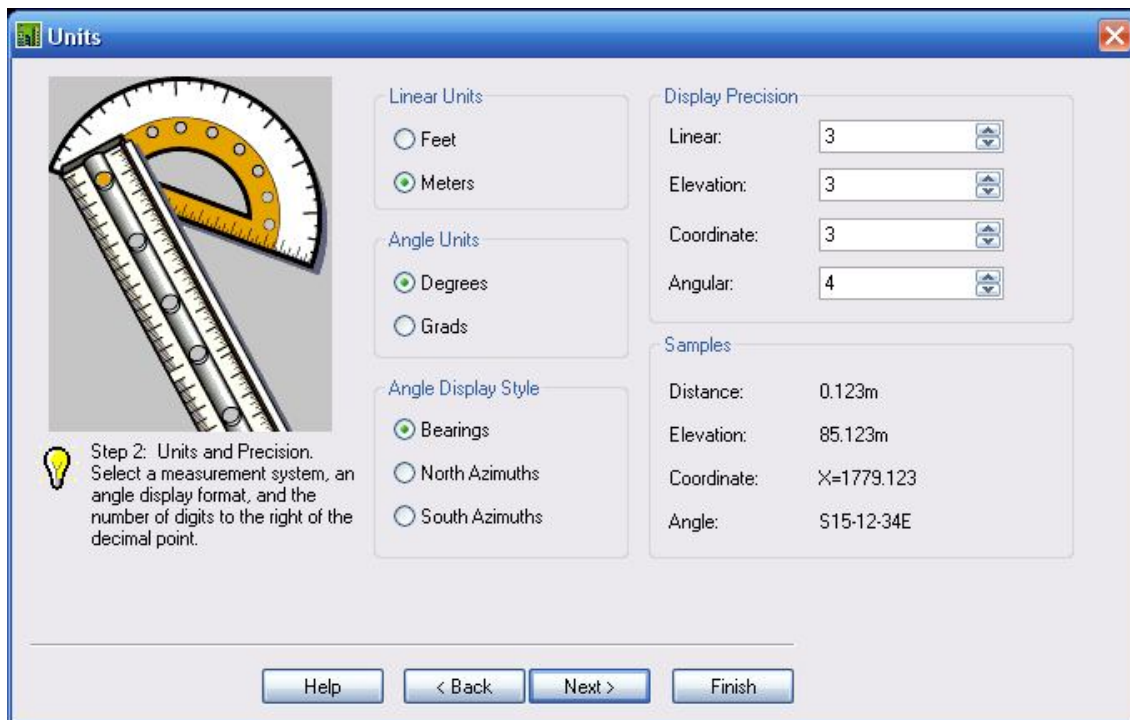 Units
Linear Units
Feet
Meters
Angle Units
Degrees
Grads
Angle Display Style
Bearings
North Azimuths
South Azimuths
Display Precision
Linear: 3
Elevation: 3
Coordinate: 3
Angular: 4
Samples
Distance: 0.123m
Elevation: 85.123m
Coordinate: X=1779.123
Angle: S15-12-34E
Step 2: Units and Precision.
Select a measurement system, an
angle display format, and the
number of digits to the right of the
decimal point.
Help
< Back
Next >
Finish